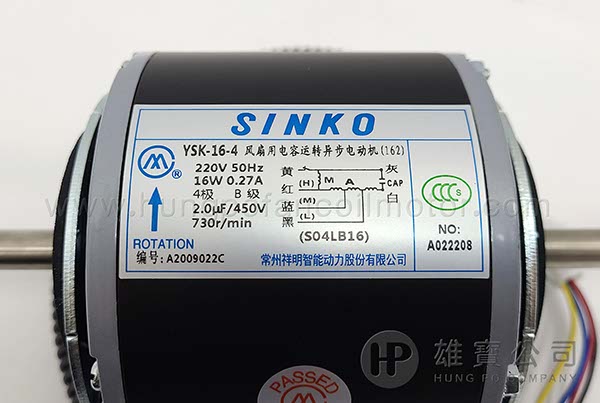 SINKO
YSK-16-4 风扇用电容运转异步电动机(162)
220V 50Hz
16W 0.27A
4极 B 级
2.0μF/450V
730r/min
黄 (H) M A 灰
红 CAP
蓝 (M) 白
黑 (L)
(S04LB16)
CCC S
NO:
A022208
ROTATION
编号: A2009022C
常州祥明智能动力股份有限公司
www.hungpofancoilmotor.com
HP 雄寶公司
HUNG PO COMPANY
PASSED